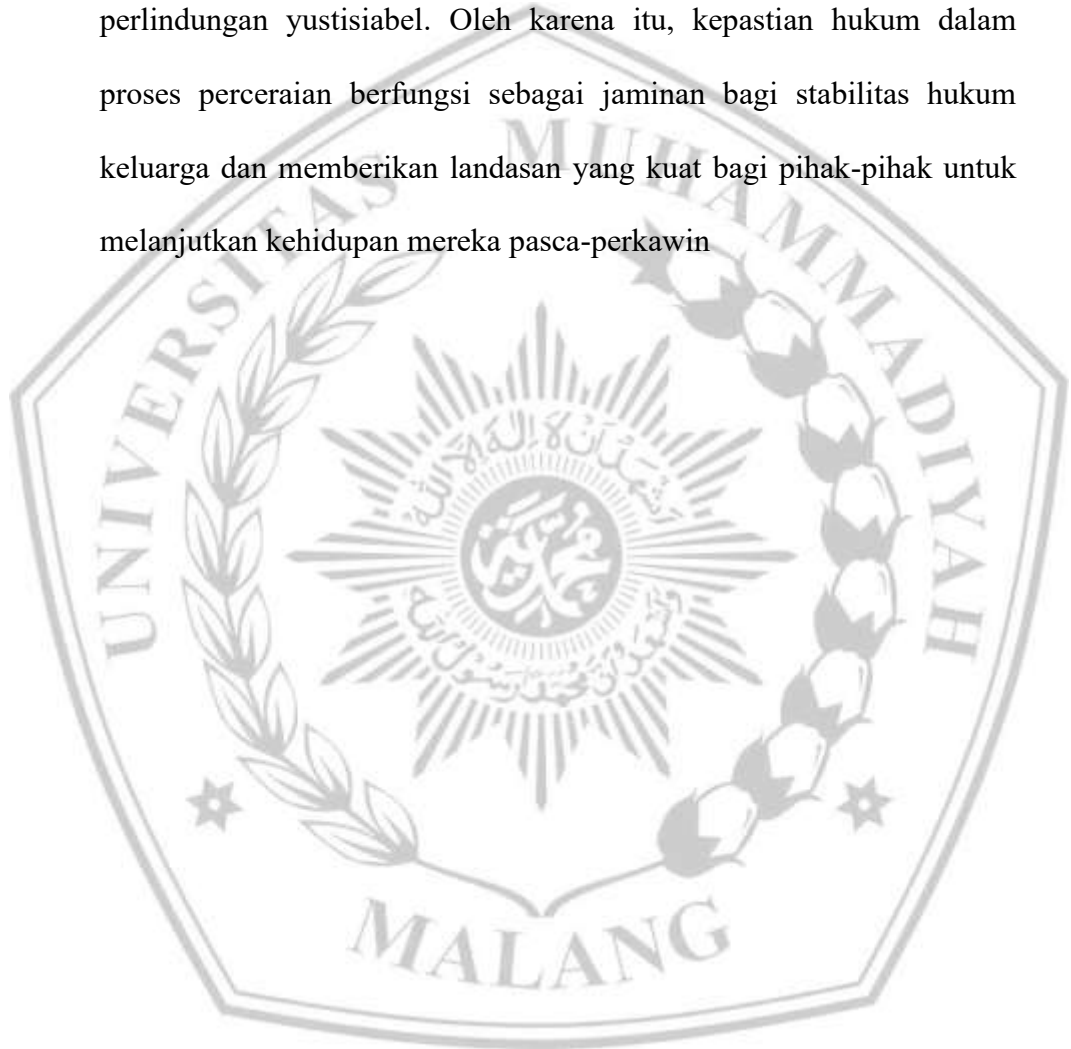 perlindungan yustisiabel. Oleh karena itu, kepastian hukum dalam
proses perceraian berfungsi sebagai jaminan bagi stabilitas hukum
keluarga dan memberikan landasan yang kuat bagi pihak-pihak untuk
melanjutkan kehidupan mereka pasca-perkawin
UNIVERSITAS MUHAMMADIYAH
MALANG